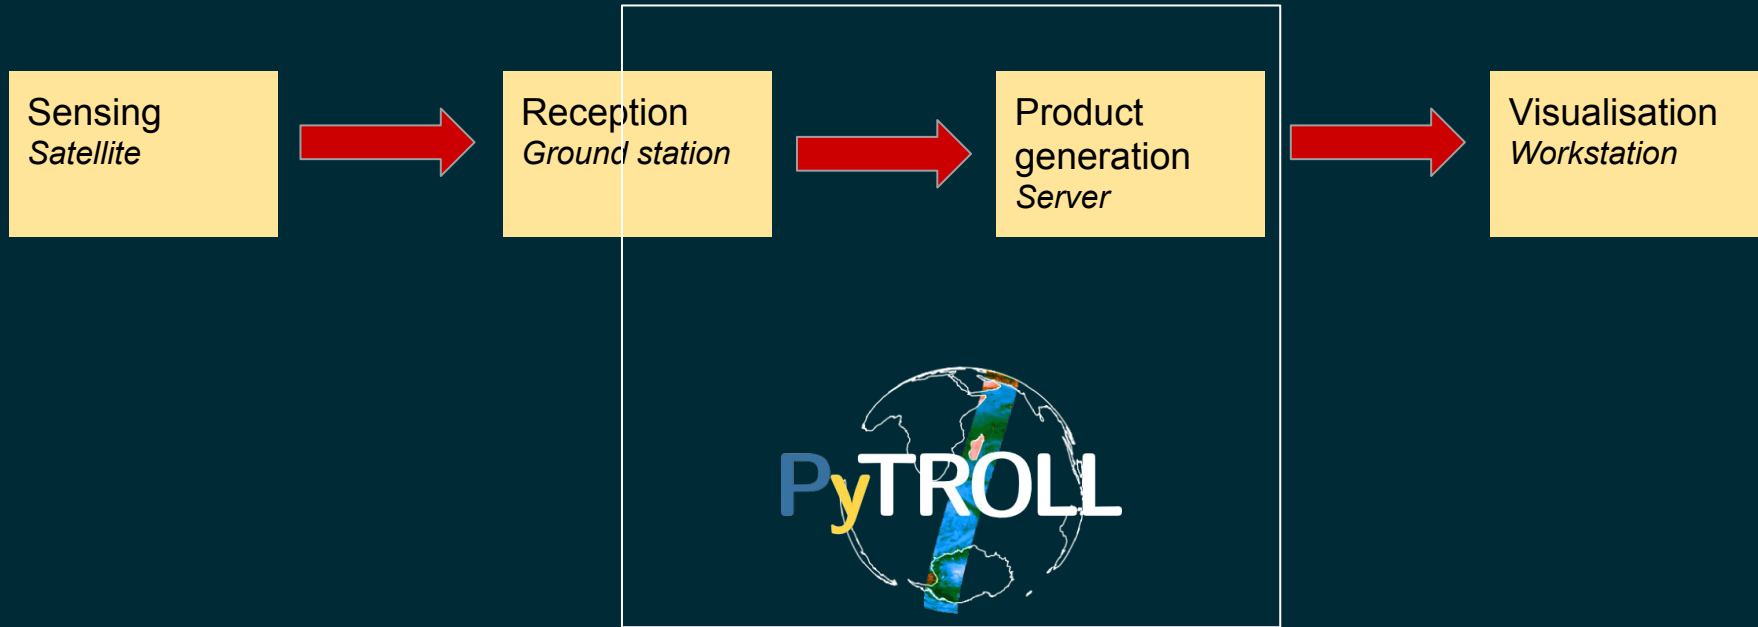 Sensing
Satellite
Reception
Ground station
Product
generation
Server
Visualisation
Workstation
PyTROLL